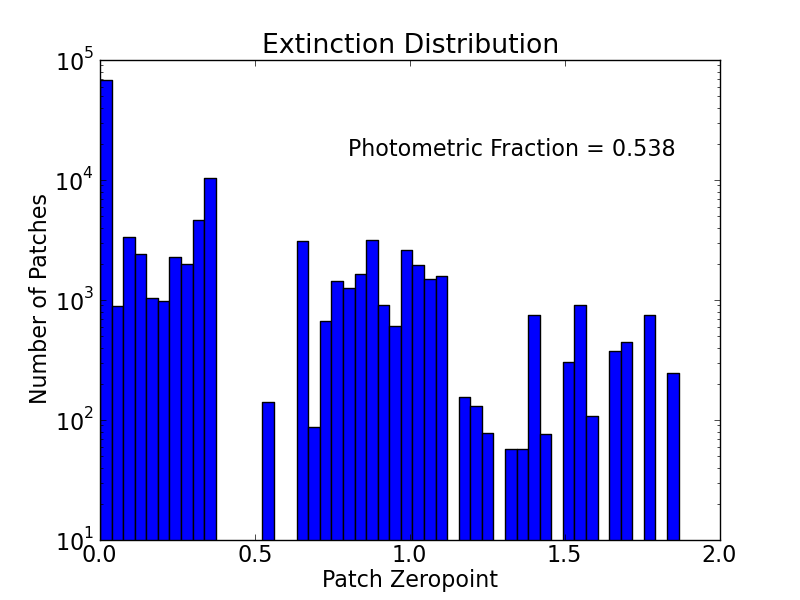 Extinction Distribution
Photometric Fraction = 0.538
Number of Patches
10^5
10^4
10^3
10^2
10^1
0.0 0.5 1.0 1.5 2.0
Patch Zeropoint